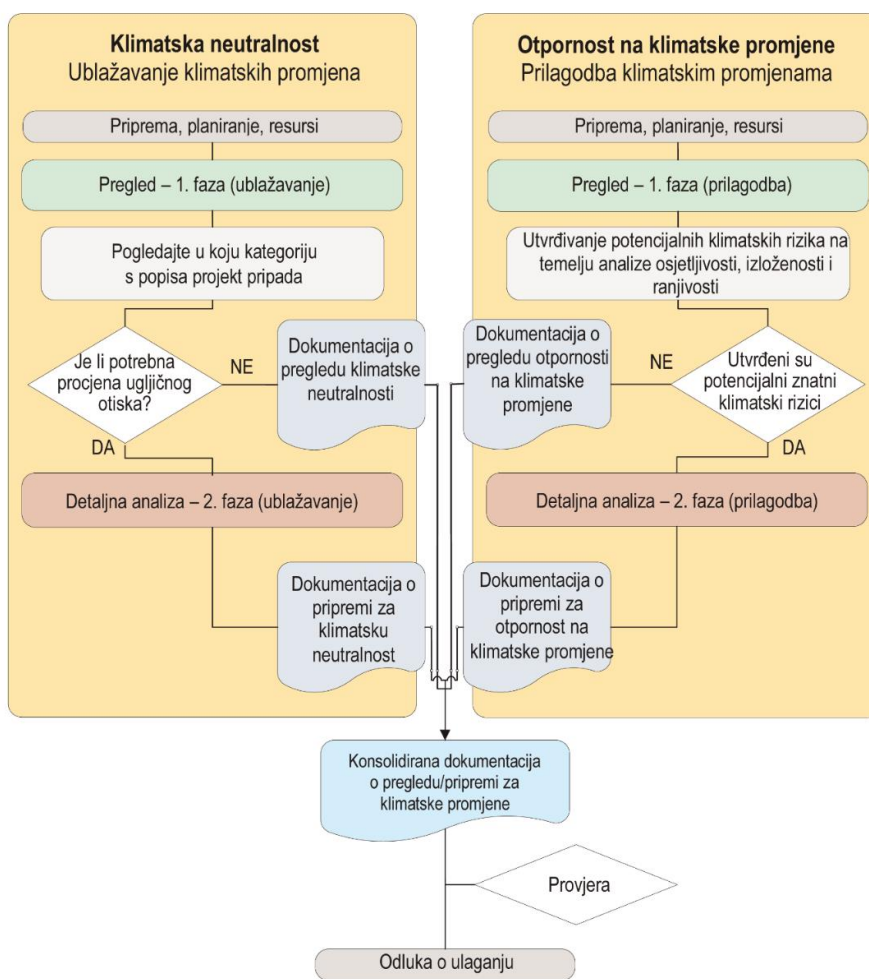 Klimatska neutralnost
Ublažavanje klimatskih promjena
Priprema, planiranje, resursi
Pregled – 1. faza (ublažavanje)
Pogledajte u koju kategoriju
s popisa projekt pripada
Je li potrebna
procjena ugljičnog
otiska?
NE
Dokumentacija o
pregledu klimatske
neutralnosti
DA
Detaljna analiza – 2. faza (ublažavanje)
Dokumentacija o
pripremi za
klimatsku
neutralnost
Otpornost na klimatske promjene
Prilagodba klimatskim promjenama
Priprema, planiranje, resursi
Pregled – 1. faza (prilagodba)
Utvrđivanje potencijalnih klimatskih rizika na
temelju analize osjetljivosti, izloženosti i
ranjivosti
Dokumentacija o
pregledu otpornosti
na klimatske
promjene
NE
Utvrđeni su
potencijalni znatni
klimatski rizici
DA
Detaljna analiza – 2. faza (prilagodba)
Dokumentacija o
pripremi za
otpornost na
klimatske promjene
Konsolidirana dokumentacija
o pregledu/pripremi za
klimatske promjene
Provjera
Odluka o ulaganju